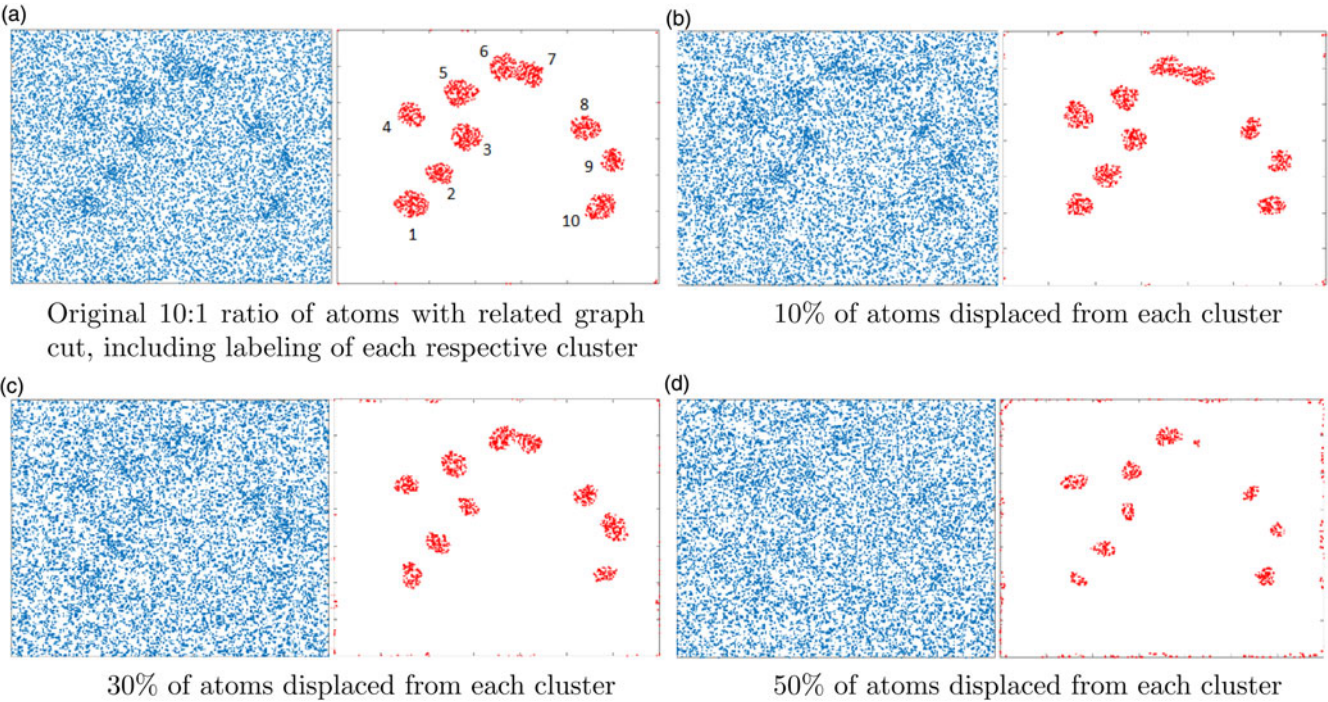 (a)
(b)
6
7
5
8
4
3
9
2
10
1
Original 10:1 ratio of atoms with related graph
cut, including labeling of each respective cluster
10% of atoms displaced from each cluster
(c)
(d)
30% of atoms displaced from each cluster
50% of atoms displaced from each cluster